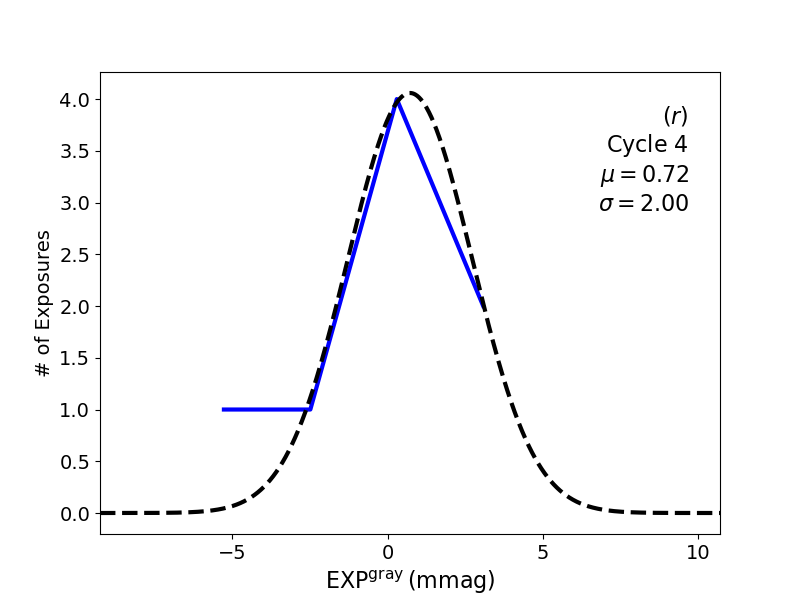 4.0
3.5
3.0
2.5
2.0
1.5
1.0
0.5
0.0
# of Exposures
(r)
Cycle 4
μ = 0.72
σ = 2.00
−5 0 5 10
EXP^gray (mmag)